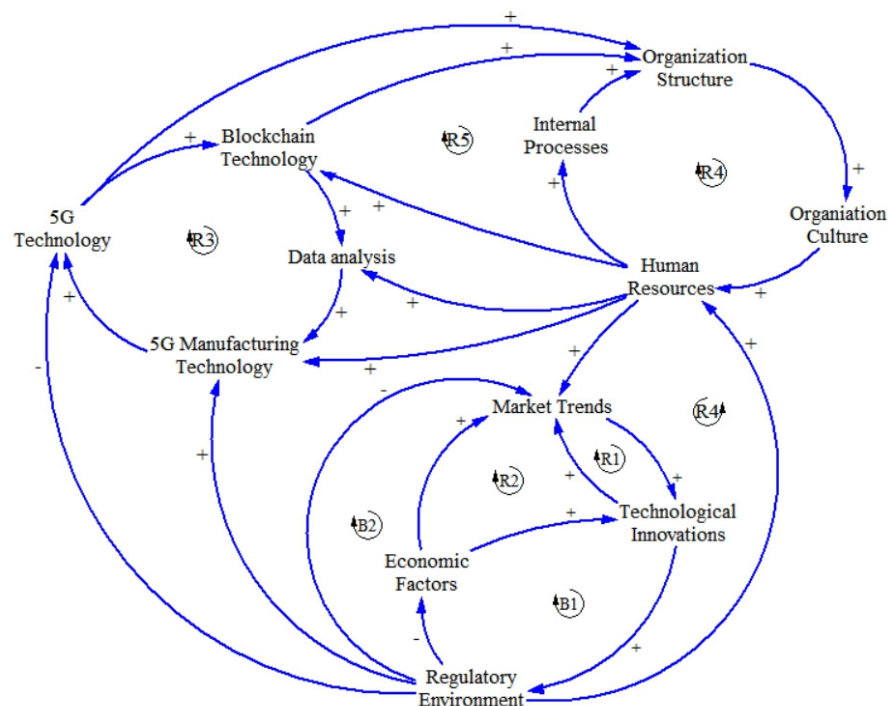 +
+
Organization
Structure
+
Internal
Processes
Blockchain
Technology
+
R5
R4
+
+
+
+
5G
Technology
R3
Organiation
Culture
Data analysis
Human
Resources
+
+
+
+
5G Manufacturing
Technology
+
+
+
-
-
Market Trends
R4
+
+
R1
+
+
R2
Technological
Innovations
+
B2
Economic
Factors
B1
-
+
Regulatory
Environment